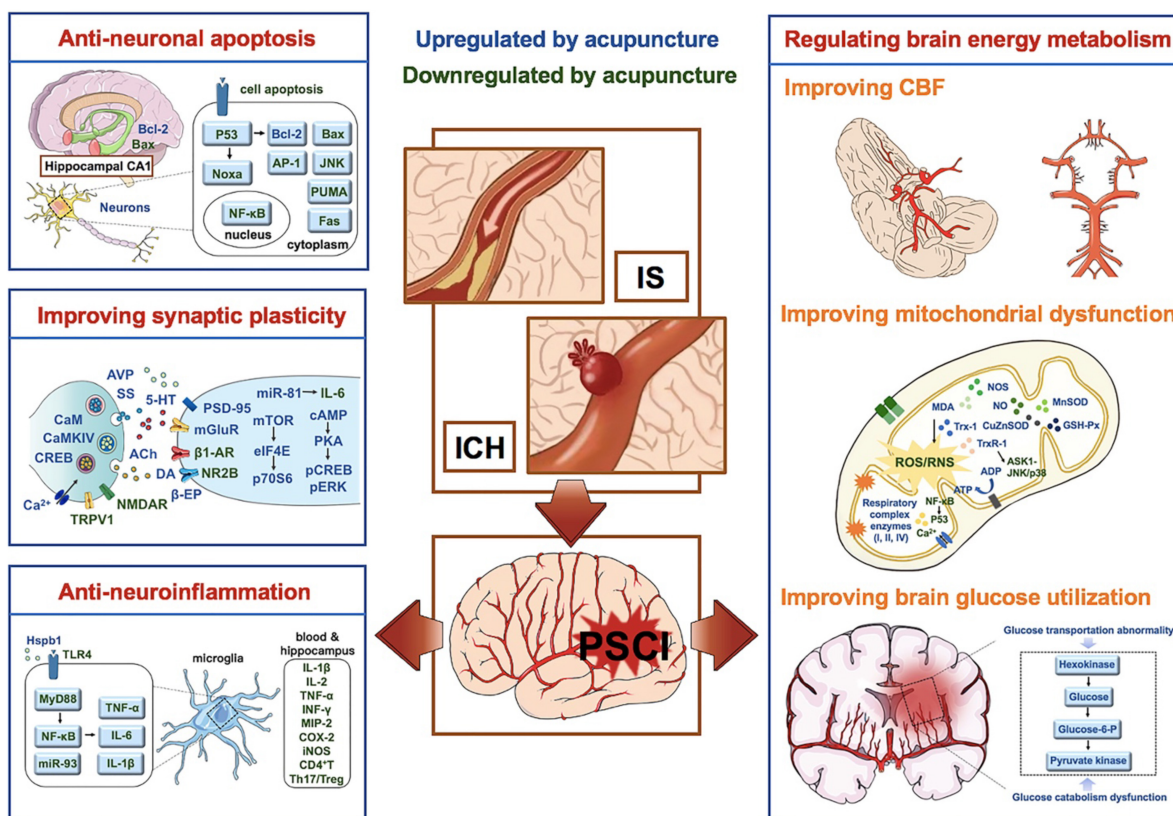 Anti-neuronal apoptosis
cell apoptosis
Bcl-2
Bax
Hippocampal CA1
Neurons
P53
Bcl-2
Bax
Noxa
AP-1
JNK
PUMA
NF-κB
nucleus
Fas
cytoplasm
Improving synaptic plasticity
AVP
SS
5-HT
CaM
CaMKIV
CREB
ACh
DA
Ca²⁺
TRPV1
NMDAR
PSD-95
mGluR
β1-AR
NR2B
β-EP
miR-81
IL-6
mTOR
eIF4E
p70S6
cAMP
PKA
pCREB
pERK
Anti-neuroinflammation
Hspb1
TLR4
MyD88
NF-κB
miR-93
TNF-α
IL-6
IL-1β
microglia
blood &
hippocampus
IL-1β
IL-2
TNF-α
INF-γ
MIP-2
COX-2
iNOS
CD4⁺T
Th17/Treg
Upregulated by acupuncture
Downregulated by acupuncture
IS
ICH
PSCI
Regulating brain energy metabolism
Improving CBF
Improving mitochondrial dysfunction
NOS
MDA
NO
MnSOD
Trx-1
CuZnSOD
GSH-Px
TrxR-1
ROS/RNS
ASK1-
JNK/p38
ADP
ATP
Respiratory
complex
enzymes
(I, II, IV)
NF-κB
P53
Ca²⁺
Improving brain glucose utilization
Glucose transportation abnormality
Hexokinase
Glucose
Glucose-6-P
Pyruvate kinase
Glucose catabolism dysfunction